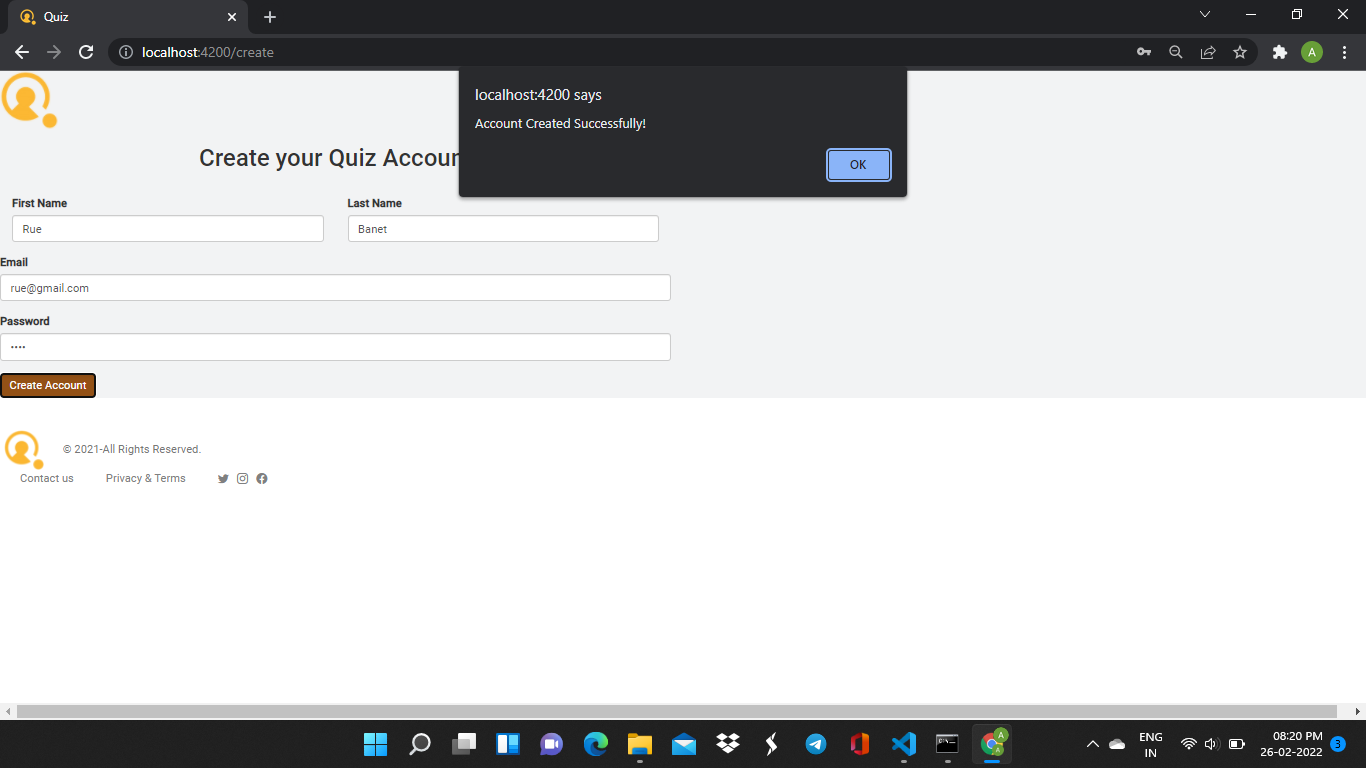 Quiz
localhost:4200/create
A
localhost:4200 says
Account Created Successfully!
OK
Create your Quiz Accoun
First Name
Last Name
Rue
Banet
Email
rue@gmail.com
Password
Create Account
© 2021-All Rights Reserved.
Contact us
Privacy & Terms
A
ENG
IN
08:20 PM
26-02-2022
3